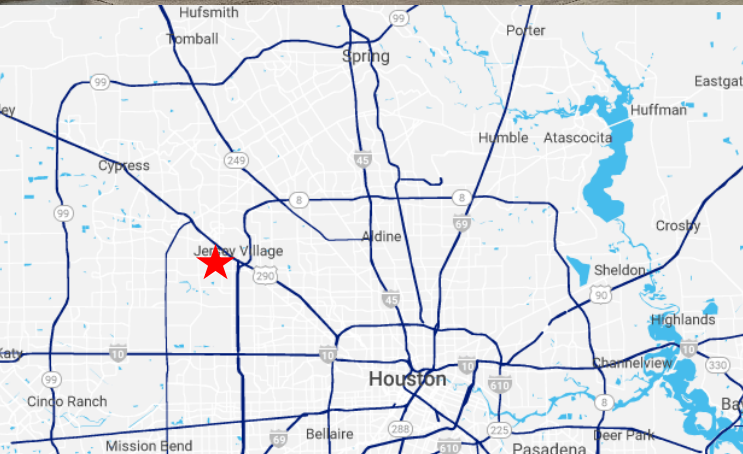 Hufsmith
99
Porter
Tomball
Spring
Eastgat
99
Huffman
ley
Humble
Atascocita
249
45
Cypress
8
8
99
69
Crosby
Aldine
Jersey Village
Sheldon
290
90
45
Highlands
Katy
10
10
10
10
Channelview
330
99
Houston
610
Cinco Ranch
8
Ba
69
Bellaire
288
225
Deer Park
Mission Bend
610
Pasadena